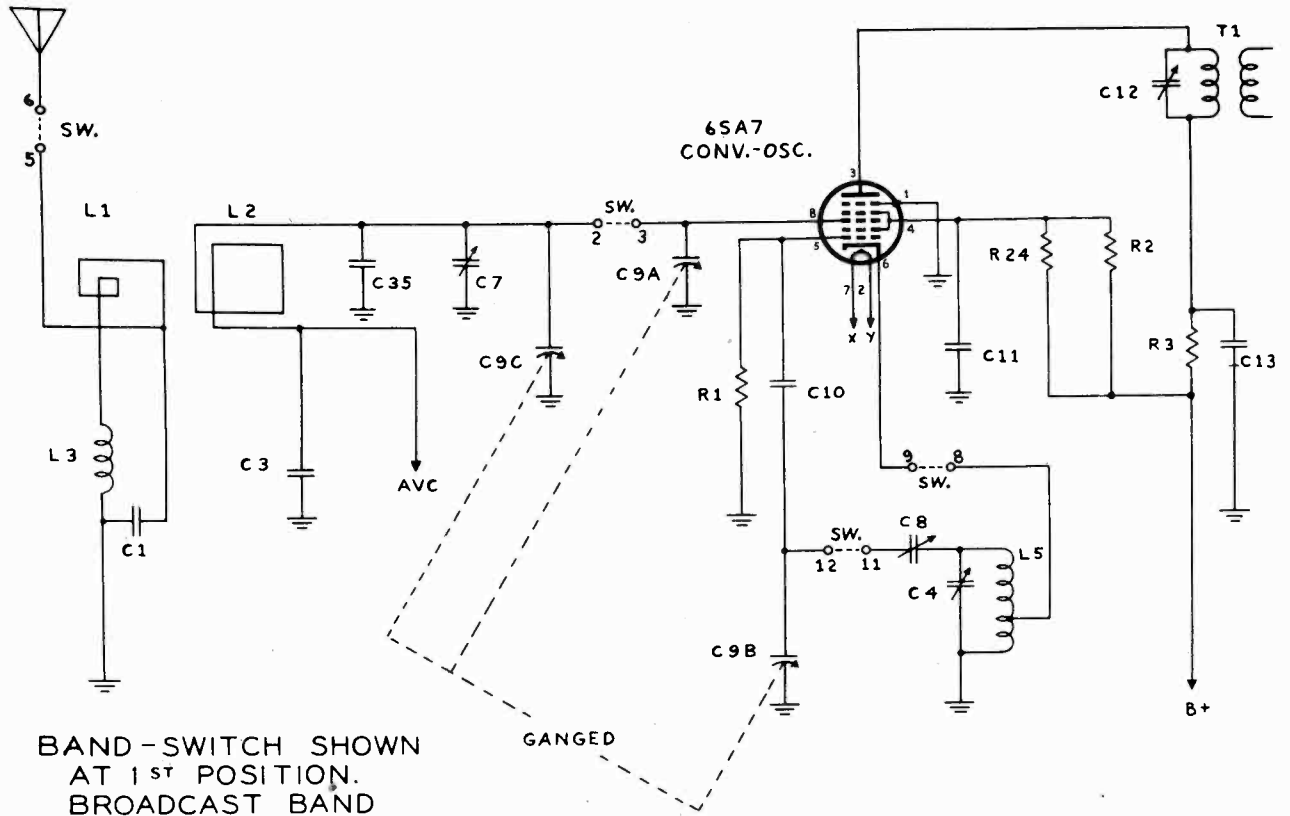 T1
C12
6SA7
CONV.-OSC.
6
SW.
5
L1
L2
SW.
2
3
3
1
8
4
5
6
7
2
C35
C7
C9A
R24
R2
X
Y
C9C
R1
C10
C11
R3
C13
L3
C3
AVC
9
8
SW.
C1
C8
SW.
12
11
L5
C4
C9B
B+
GANGED
BAND-SWITCH SHOWN
AT 1ST POSITION.
BROADCAST BAND